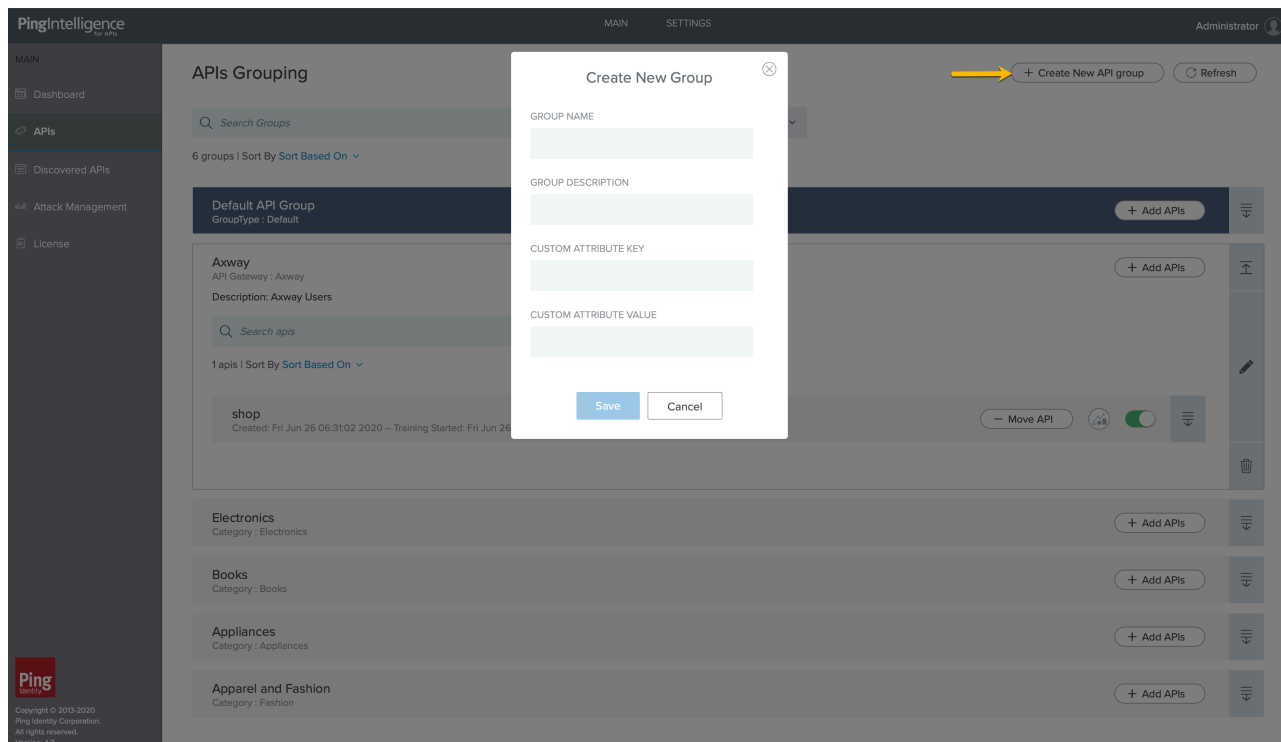 PingIntelligence
for APIs
MAIN
SETTINGS
Administrator
MAIN
Dashboard
APIs
Discovered APIs
Attack Management
License
APIs Grouping
+ Create New API group
Refresh
Search Groups
6 groups | Sort By Sort Based On
Default API Group
GroupType : Default
+ Add APIs
Axway
API Gateway : Axway
+ Add APIs
Description: Axway Users
Search apis
1 apis | Sort By Sort Based On
shop
Created: Fri Jun 26 06:31:02 2020 -- Training Started: Fri Jun 26
— Move API
Electronics
Category : Electronics
+ Add APIs
Books
Category : Books
+ Add APIs
Appliances
Category : Appliances
+ Add APIs
Apparel and Fashion
Category : Fashion
+ Add APIs
Create New Group
GROUP NAME
GROUP DESCRIPTION
CUSTOM ATTRIBUTE KEY
CUSTOM ATTRIBUTE VALUE
Save
Cancel
Ping
Identity
Copyright © 2013-2020
Ping Identity Corporation.
All rights reserved.